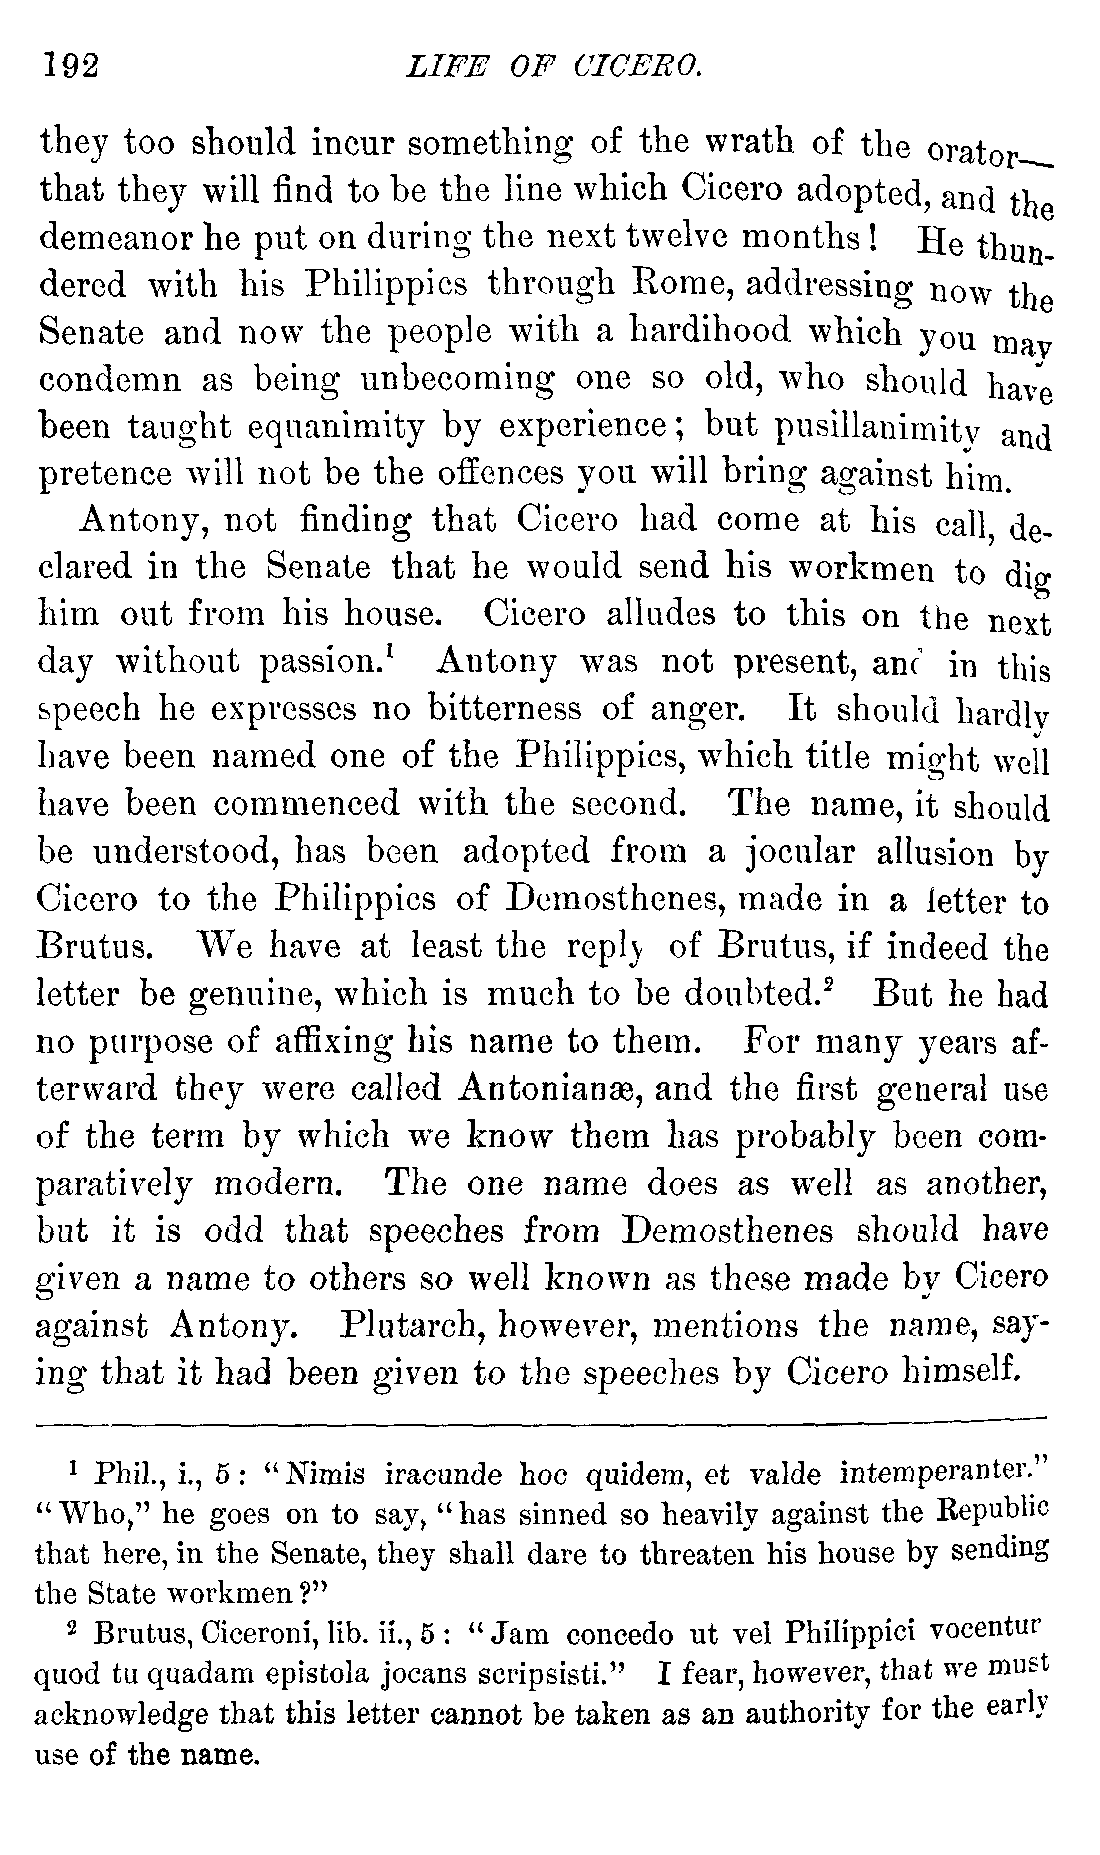 192 LIFE OF CICERO.
they too should incur something of the wrath of the orator—
that they will find to be the line which Cicero adopted, and the
demeanor he put on during the next twelve months! He thun-
dered with his Philippics through Rome, addressing now the
Senate and now the people with a hardihood which you may
condemn as being unbecoming one so old, who should have
been taught equanimity by experience; but pusillanimity and
pretence will not be the offences you will bring against him.
Antony, not finding that Cicero had come at his call, de-
clared in the Senate that he would send his workmen to dig
him out from his house. Cicero alludes to this on the next
day without passion.¹ Antony was not present, and in this
speech he expresses no bitterness of anger. It should hardly
have been named one of the Philippics, which title might well
have been commenced with the second. The name, it should
be understood, has been adopted from a jocular allusion by
Cicero to the Philippics of Demosthenes, made in a letter to
Brutus. We have at least the reply of Brutus, if indeed the
letter be genuine, which is much to be doubted.² But he had
no purpose of affixing his name to them. For many years af-
terward they were called Antonianæ, and the first general use
of the term by which we know them has probably been com-
paratively modern. The one name does as well as another,
but it is odd that speeches from Demosthenes should have
given a name to others so well known as these made by Cicero
against Antony. Plutarch, however, mentions the name, say-
ing that it had been given to the speeches by Cicero himself.
¹ Phil., i., 5: "Nimis iracunde hoc quidem, et valde intemperanter."
"Who," he goes on to say, "has sinned so heavily against the Republic
that here, in the Senate, they shall dare to threaten his house by sending
the State workmen?"
² Brutus, Ciceroni, lib. ii., 5: "Jam concedo ut vel Philippici vocentur
quod tu quadam epistola jocans scripsisti." I fear, however, that we must
acknowledge that this letter cannot be taken as an authority for the early
use of the name.